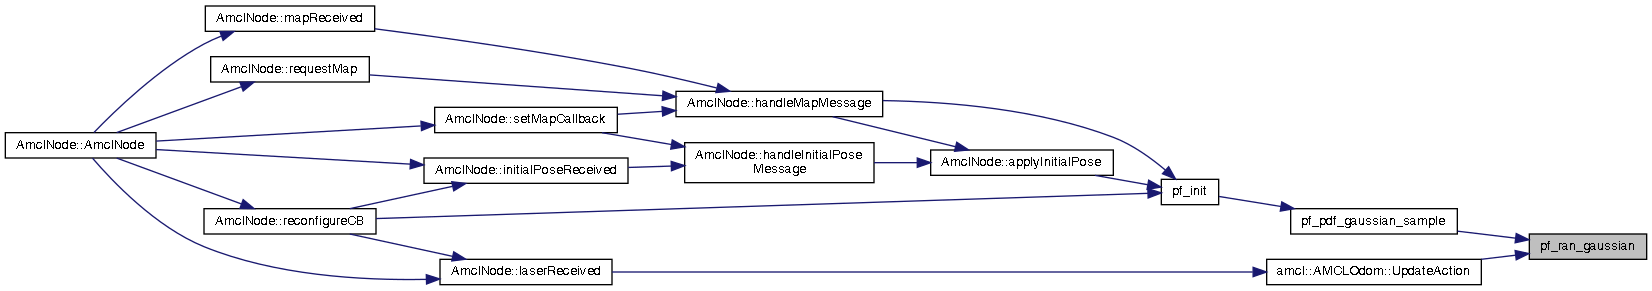 AmclNode::mapReceived
AmclNode::requestMap
AmclNode::handleMapMessage
AmclNode::setMapCallback
AmclNode::AmclNode
AmclNode::handleInitialPose
Message
AmclNode::applyInitialPose
AmclNode::initialPoseReceived
pf_init
AmclNode::reconfigureCB
pf_pdf_gaussian_sample
pf_ran_gaussian
AmclNode::laserReceived
amcl::AMCLOdom::UpdateAction